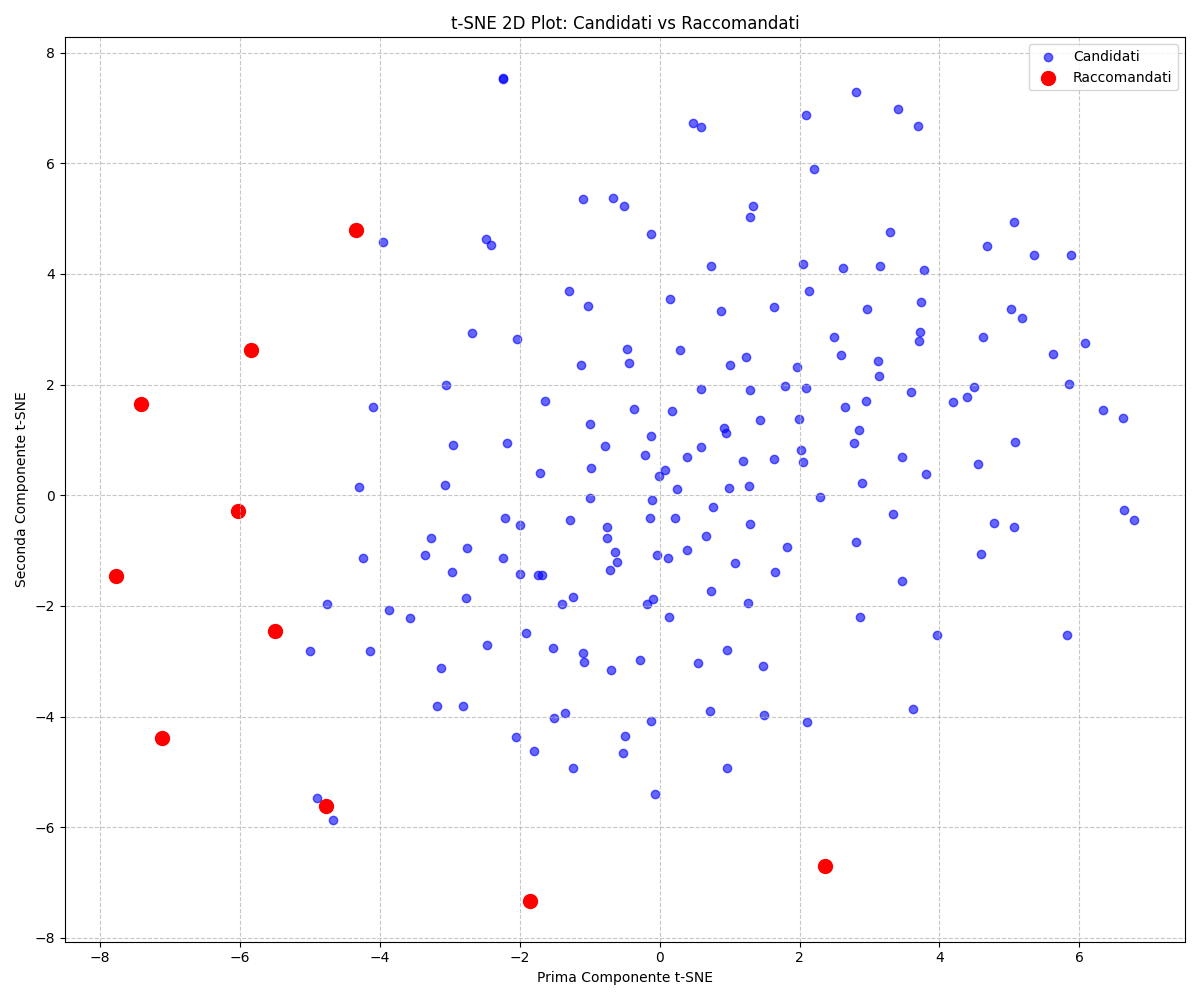 t-SNE 2D Plot: Candidati vs Raccomandati
Candidati
Raccomandati
Seconda Componente t-SNE
8
6
4
2
0
−2
−4
−6
−8
−8 −6 −4 −2 0 2 4 6
Prima Componente t-SNE